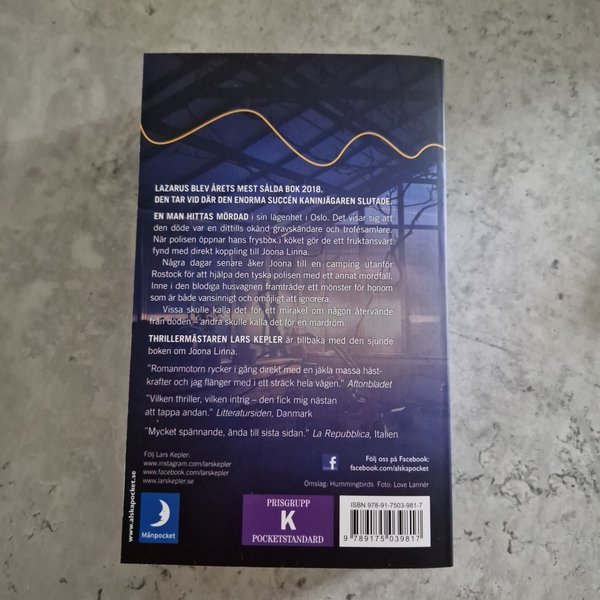 LAZARUS BLEV ÅRETS MEST SÅLDA BOK 2018.
DEN TAR VID DÄR DEN ENORMA SUCCÉN KANINJÄGAREN SLUTADE.
EN MAN HITTAS MÖRDAD i sin lägenhet i Oslo. Det visar sig att
den döde var en dittills okänd gravskändare och trofésamlare.
När polisen öppnar hans frysbox i köket gör de ett fruktansvärt
fynd med direkt koppling till Joona Linna.
Några dagar senare åker Joona till en camping utanför
Rostock för att hjälpa den tyska polisen med ett annat mordfall.
Inne i den blodiga husvagnen framträder ett mönster för honom
som är både vansinnigt och omöjligt att ignorera.
Vissa skulle kalla det för ett mirakel om någon återvände
från döden – andra skulle kalla det för en mardröm.
THRILLERMÄSTAREN LARS KEPLER är tillbaka med den sjunde
boken om Joona Linna.
"Romanmotorn rycker i gång direkt med en jäkla massa häst-
krafter och jag flänger med i ett sträck hela vägen." Aftonbladet
"Vilken thriller, vilken intrig – den fick mig nästan
att tappa andan." Litteratursiden, Danmark
"Mycket spännande, ända till sista sidan." La Repubblica, Italien
Följ Lars Kepler:
www.instagram.com/larskepler
www.facebook.com/larskepler
larskepler.se
Följ oss på Facebook:
facebook.com/alskapocket
Omslag: Hummingbirds Foto: Love Lannér
www.alskapocket.se
Månpocket
PRISGRUPP
K
POCKETSTANDARD
ISBN 978-91-7503-981-7
9 789175 039817